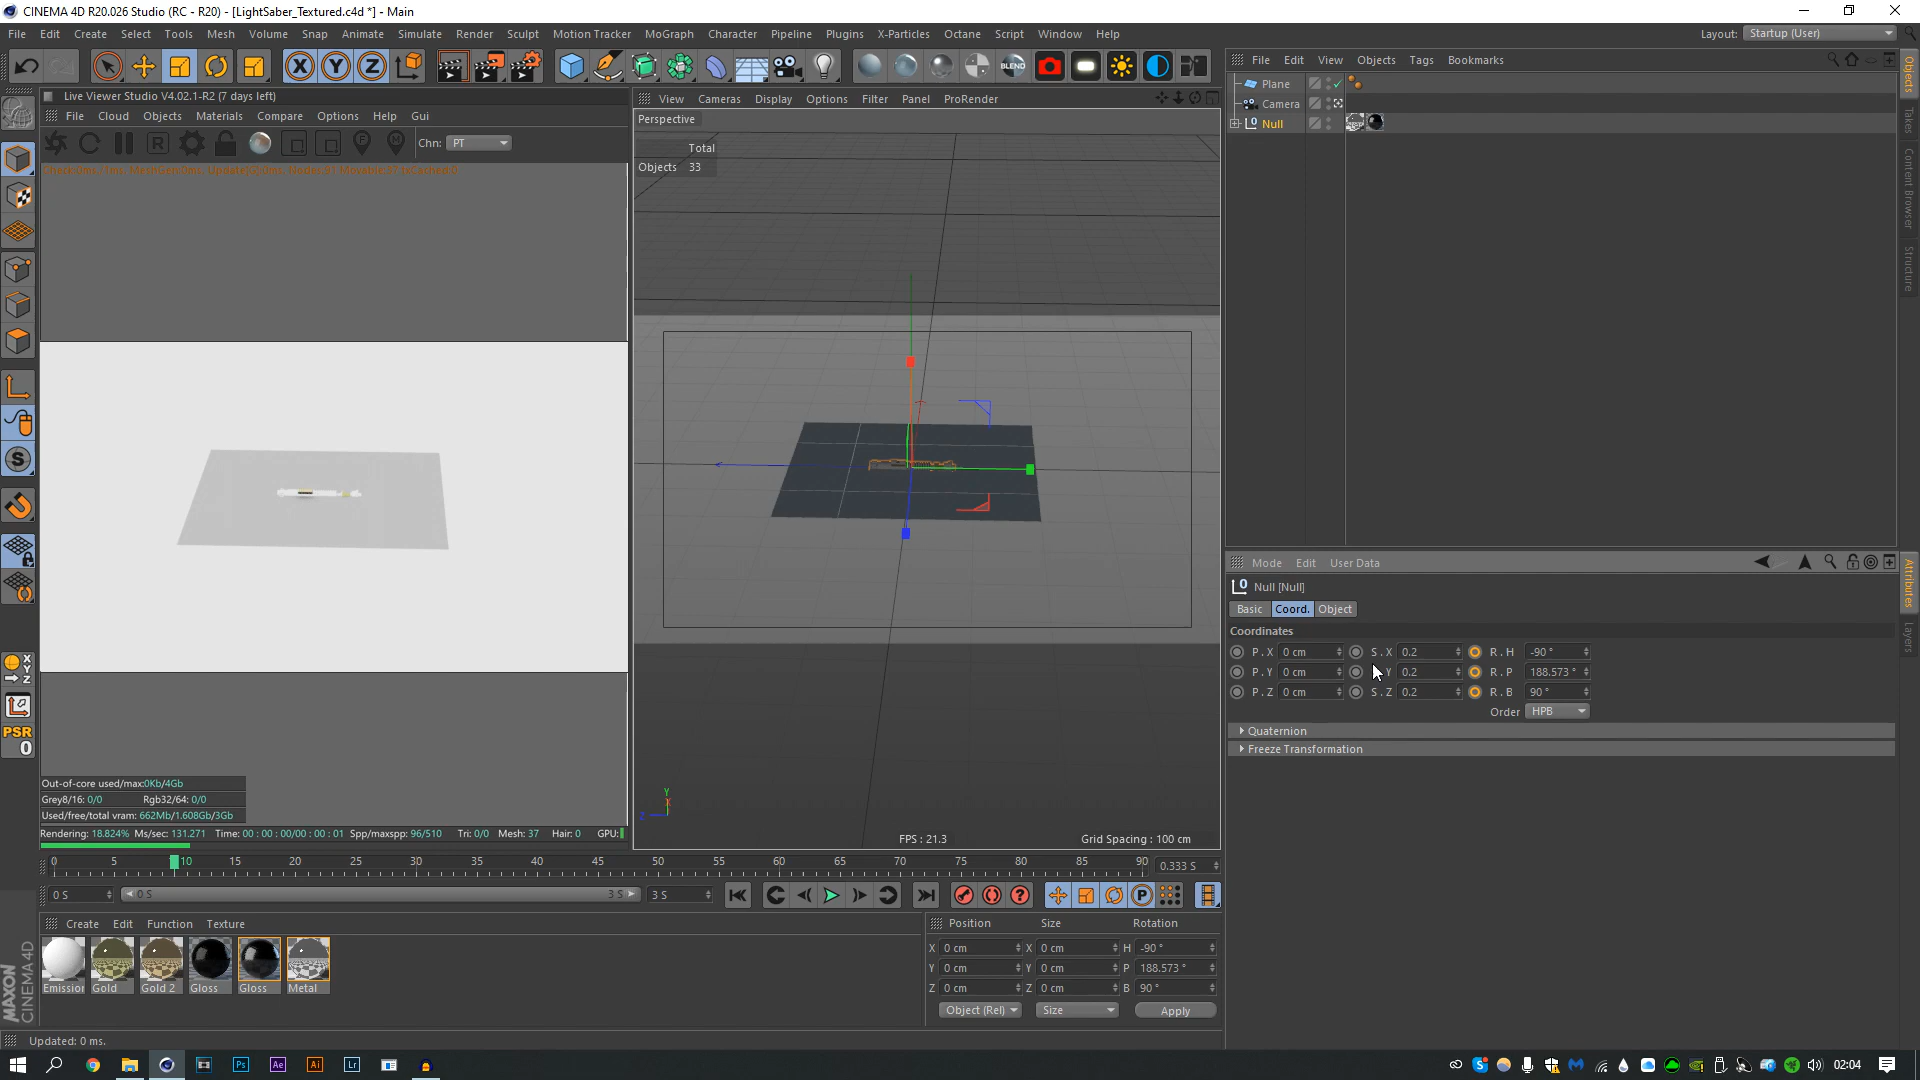 CINEMA 4D R20.026 Studio (RC - R20) - [LightSaber_Textured.c4d *] - Main
File Edit Create Select Tools Mesh Volume Snap Animate Simulate Render Sculpt Motion Tracker MoGraph Character Pipeline Plugins X-Particles Octane Script Window Help
Layout: Startup (User)
BLEND
File Edit View Objects Tags Bookmarks
Live Viewer Studio V4.02.1-R2 (7 days left)
File Cloud Objects Materials Compare Options Help Gui
Chn: PT
View Cameras Display Options Filter Panel ProRender
Perspective
Total
Objects 33
Plane
Camera
Null
Objects
Takes
Content Browser
Structure
Mode Edit User Data
Null [Null]
Basic Coord. Object
Coordinates
P . X 0 cm S . X 0.2 R . H -90 °
P . Y 0 cm Y 0.2 R . P 188.573 °
P . Z 0 cm S . Z 0.2 R . B 90 °
Order HPB
Quaternion
Freeze Transformation
Attributes
Layers
PSR
0
Out-of-core used/max:0Kb/4Gb
Grey8/16: 0/0 Rgb32/64: 0/0
Used/free/total vram: 662Mb/1.608Gb/3Gb
Rendering: 18.824% Ms/sec: 131.271 Time: 00 : 00 : 00/00 : 00 : 01 Spp/maxspp: 96/510 Tri: 0/0 Mesh: 37 Hair: 0 GPU:
Y
X
Z
FPS : 21.3
Grid Spacing : 100 cm
0 5 10 15 20 25 30 35 40 45 50 55 60 65 70 75 80 85 90 0.333 S
0 S 0 S 3 S 3 S
Create Edit Function Texture
Emission Gold Gold 2 Gloss Gloss Metal
Position Size Rotation
X 0 cm X 0 cm H -90 °
Y 0 cm Y 0 cm P 188.573 °
Z 0 cm Z 0 cm B 90 °
Object (Rel) Size Apply
MAXON
CINEMA 4D
Updated: 0 ms.
Ps Ae Ai Lr
02:04